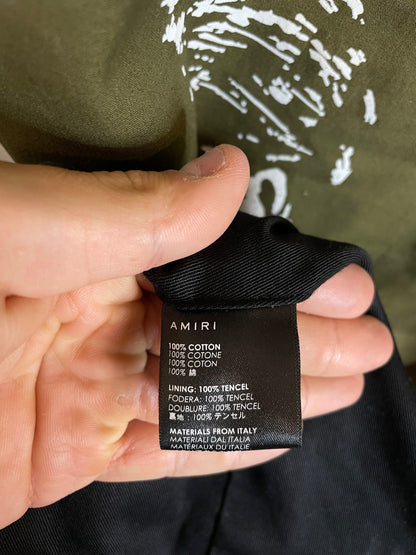 AMIRI
100% COTTON
100% COTONE
100% COTON
100% 綿
LINING: 100% TENCEL
FODERA: 100% TENCEL
DOUBLURE: 100% TENCEL
裏地 : 100% テンセル
MATERIALS FROM ITALY
MATERIALI DAL ITALIA
MATÉRIAUX DE ITALIE